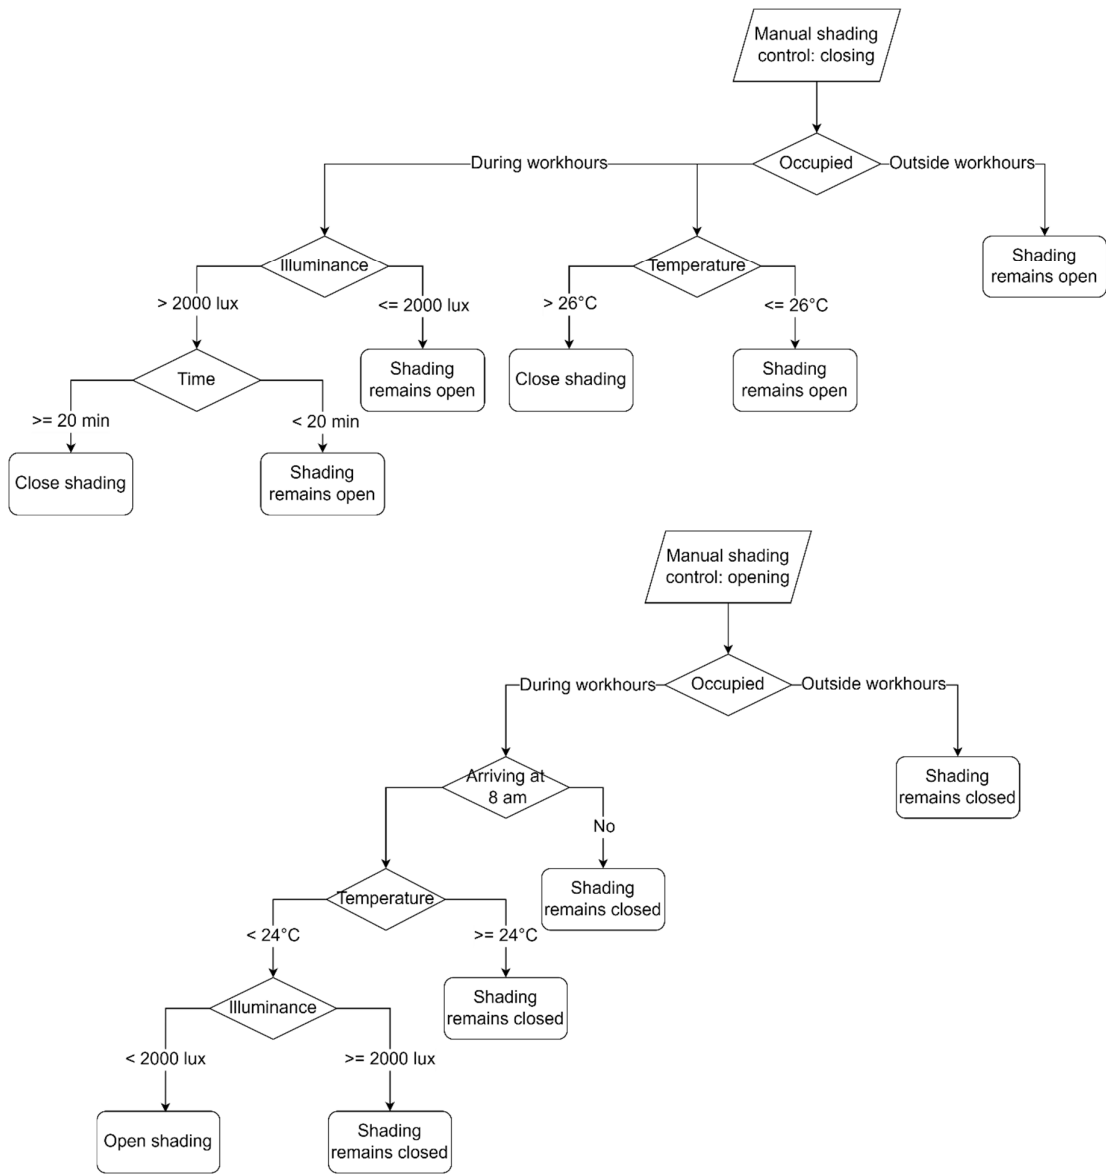 Manual shading
control: closing
Occupied
During workhours
Outside workhours
Shading
remains open
Illuminance
Temperature
> 2000 lux
<= 2000 lux
> 26°C
<= 26°C
Time
Shading
remains open
Close shading
Shading
remains open
>= 20 min
< 20 min
Close shading
Shading
remains open
Manual shading
control: opening
Occupied
During workhours
Outside workhours
Arriving at
8 am
Shading
remains closed
No
Temperature
Shading
remains closed
< 24°C
>= 24°C
Illuminance
Shading
remains closed
< 2000 lux
>= 2000 lux
Open shading
Shading
remains closed